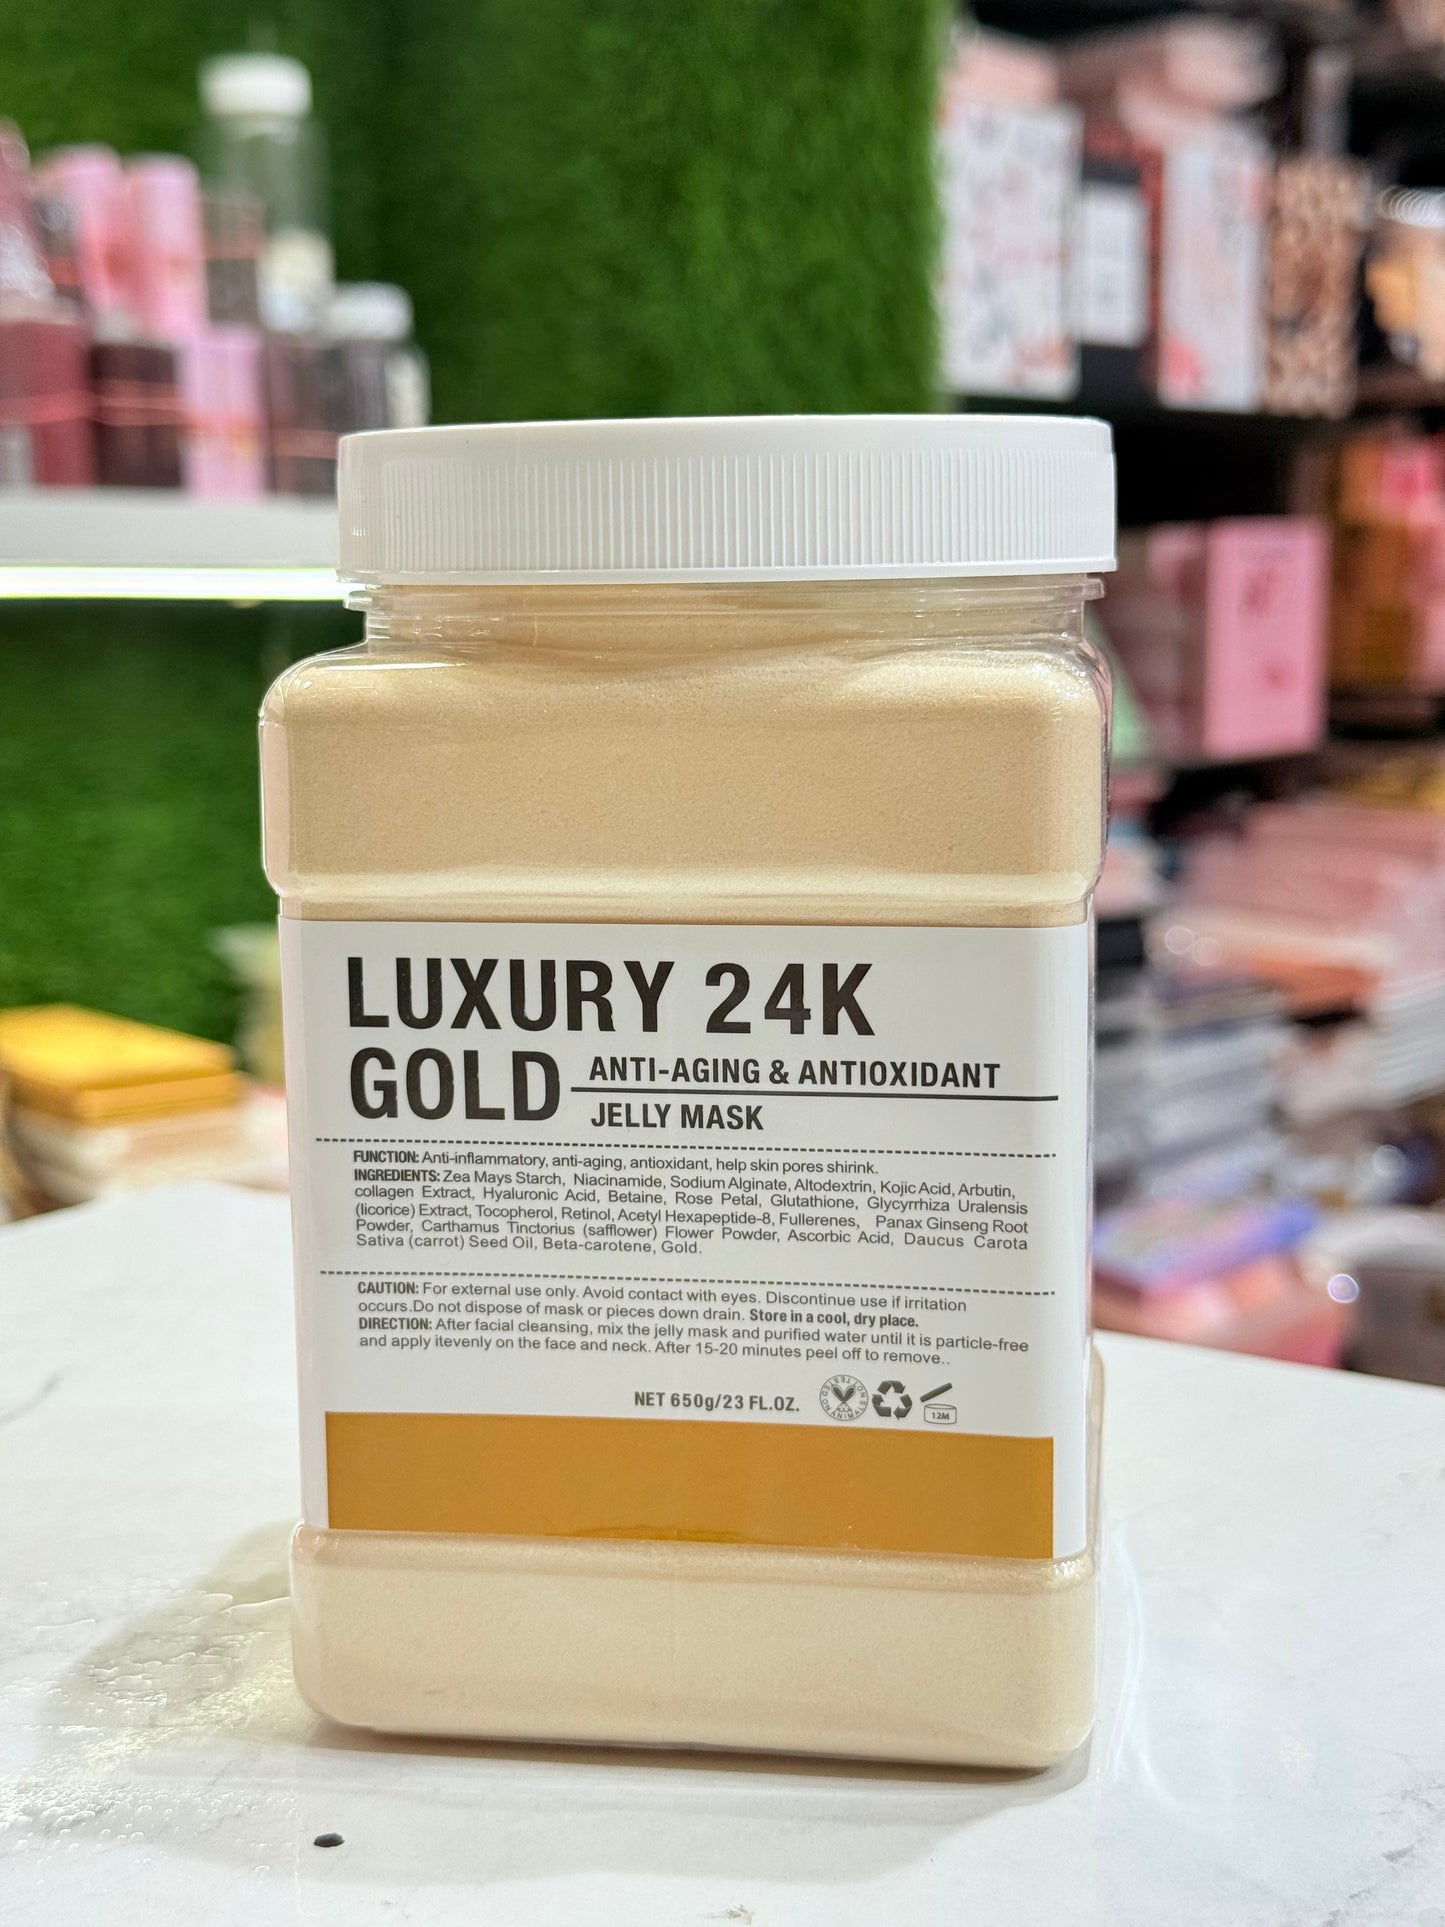 LUXURY 24K
GOLD ANTI-AGING & ANTIOXIDANT
JELLY MASK
FUNCTION: Anti-inflammatory, anti-aging, antioxidant, help skin pores shirink.
INGREDIENTS: Zea Mays Starch, Niacinamide, Sodium Alginate, Altodextrin, Kojic Acid, Arbutin,
collagen Extract, Hyaluronic Acid, Betaine, Rose Petal, Glutathione, Glycyrrhiza Uralensis
(licorice) Extract, Tocopherol, Retinol, Acetyl Hexapeptide-8, Fullerenes, Panax Ginseng Root
Powder, Carthamus Tinctorius (safflower) Flower Powder, Ascorbic Acid, Daucus Carota
Sativa (carrot) Seed Oil, Beta-carotene, Gold.
CAUTION: For external use only. Avoid contact with eyes. Discontinue use if irritation
occurs.Do not dispose of mask or pieces down drain. Store in a cool, dry place.
DIRECTION: After facial cleansing, mix the jelly mask and purified water until it is particle-free
and apply itevenly on the face and neck. After 15-20 minutes peel off to remove..
NET 650g/23 FL.OZ.
NOT TESTED ON ANIMALS
12M